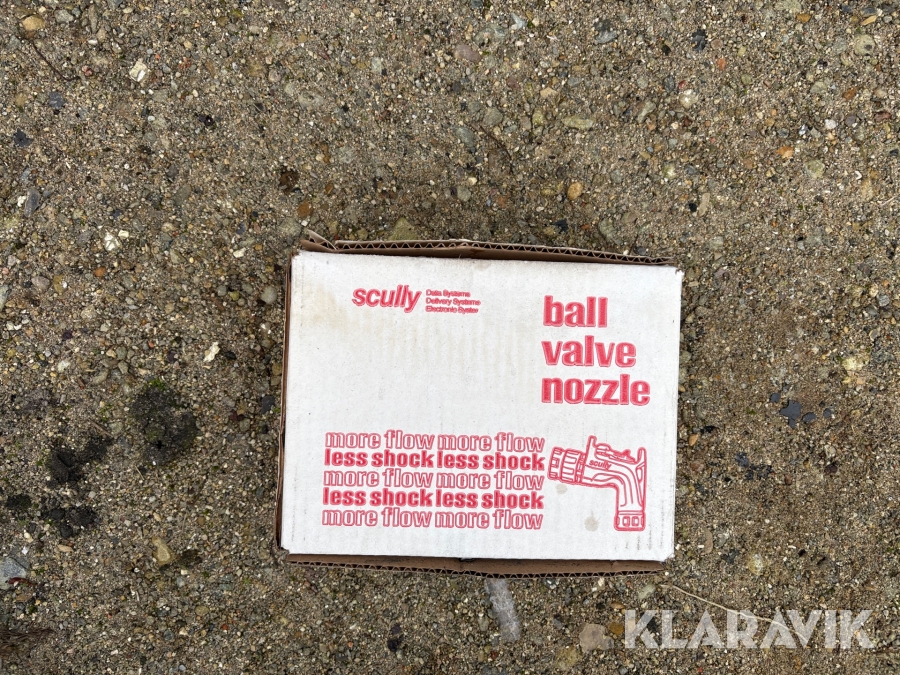 scully
Data Systems
Delivery Systems
Electronic System
ball
valve
nozzle
more flow more flow
less shock less shock
more flow more flow
less shock less shock
more flow more flow
scully
KLARAVIK